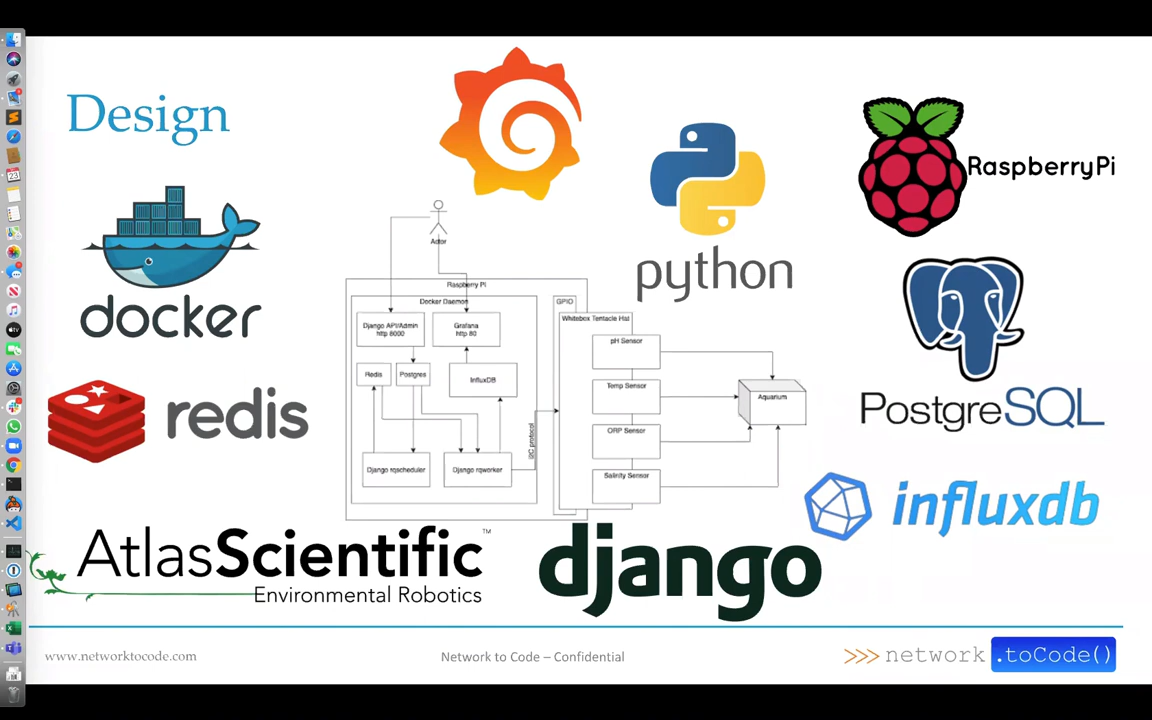 Design
docker
redis
AtlasScientific™
Environmental Robotics
Actor
Raspberry PI
Docker Daemon
Django API/Admin
http 8000
Grafana
http 80
Redis
Postgres
InfluxDB
Django rqscheduler
Django rqworker
I2C protocol
GPIO
Whitebox Tentacle Hat
pH Sensor
Temp Sensor
ORP Sensor
Salinity Sensor
Aquarium
python
RaspberryPi
PostgreSQL
influxdb
django
www.networktocode.com
Network to Code – Confidential
>>> network .toCode()